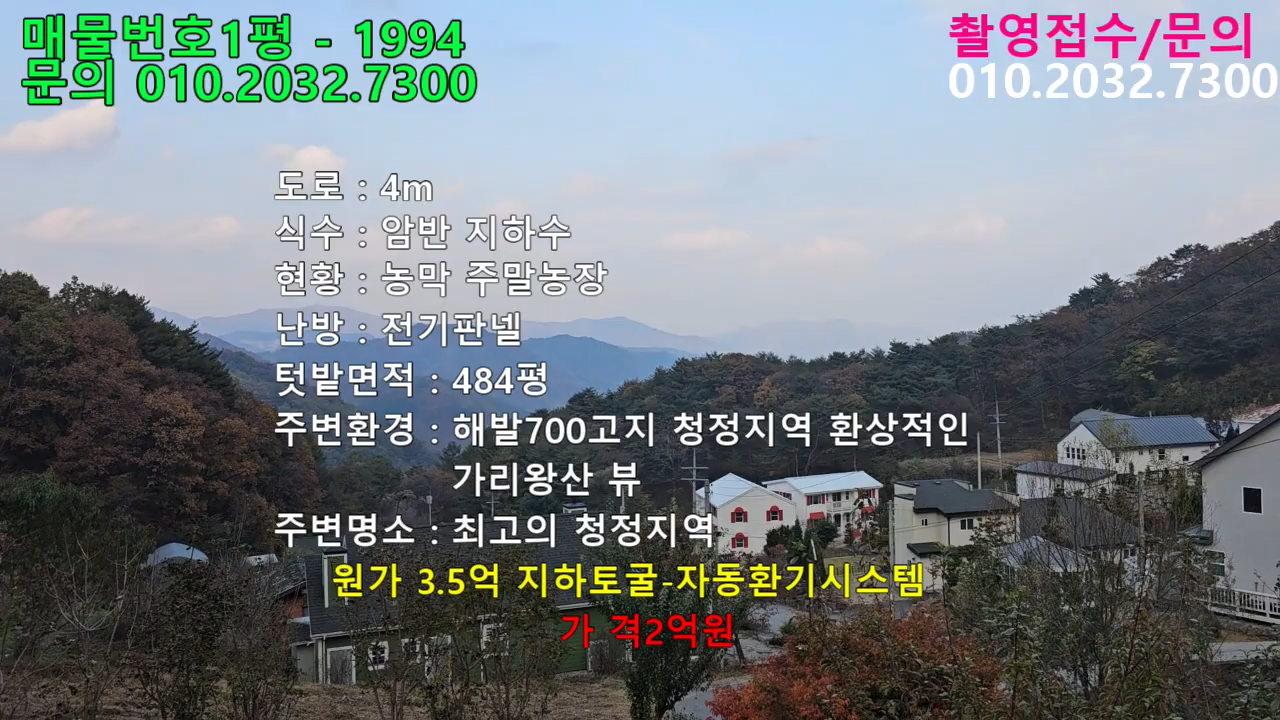 매물번호1평 - 1994
문의 010.2032.7300
촬영접수/문의
010.2032.7300
도로 : 4m
식수 : 암반 지하수
현황 : 농막 주말농장
난방 : 전기판넬
텃밭면적 : 484평
주변환경 : 해발700고지 청정지역 환상적인
가리왕산 뷰
주변명소 : 최고의 청정지역
원가 3.5억 지하토굴-자동환기시스템
가 격2억원